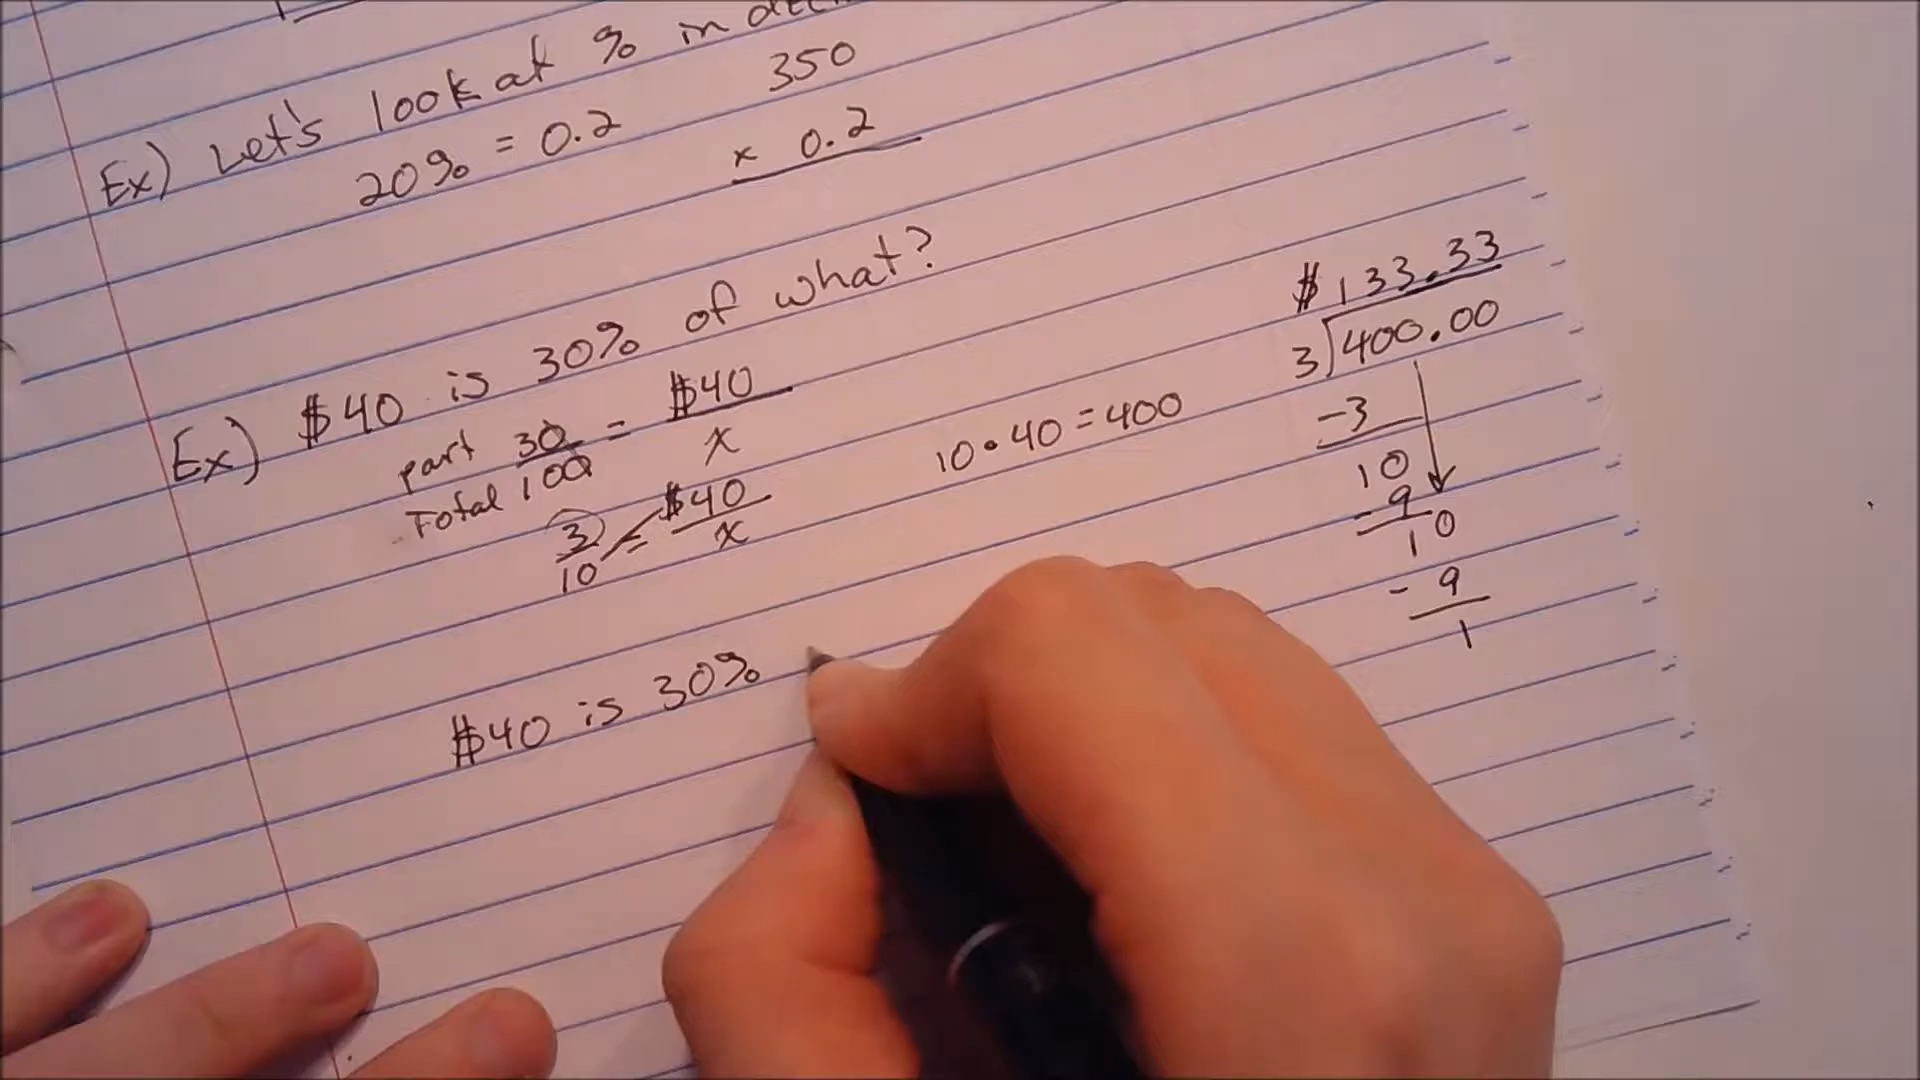 Ex) Let's look at % in
20% = 0.2
350
x 0.2
Ex) $40 is 30% of what?
part 30 = $40
Total 100 x
3 = $40
10 x
10 • 40 = 400
$133.33
3)400.00
-3
10
-9
10
- 9
1
$40 is 30%